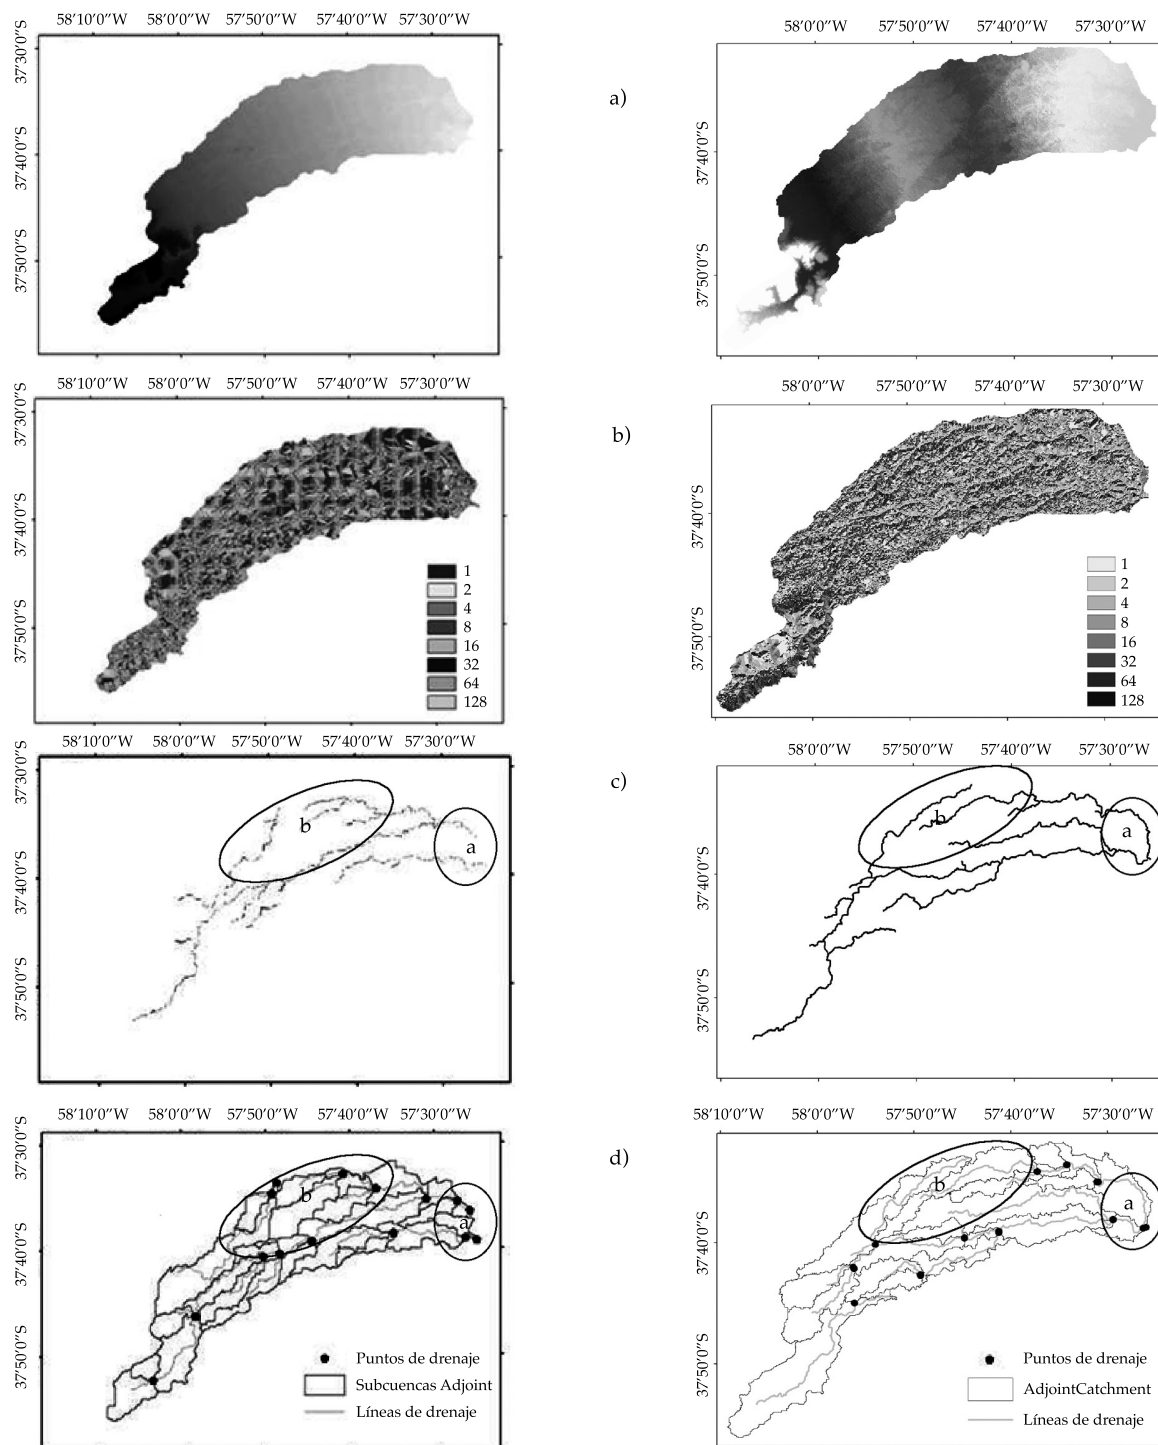 58°10'0"W 58°0'0"W 57°50'0"W 57°40'0"W 57°30'0"W
37°30'0"S
37°40'0"S
37°50'0"S
a)
58°0'0"W 57°50'0"W 57°40'0"W 57°30'0"W
37°40'0"S
37°50'0"S
58°10'0"W 58°0'0"W 57°50'0"W 57°40'0"W 57°30'0"W
37°30'0"S
37°40'0"S
37°50'0"S
1
2
4
8
16
32
64
128
b)
58°0'0"W 57°50'0"W 57°40'0"W 57°30'0"W
37°40'0"S
37°50'0"S
1
2
4
8
16
32
64
128
58°10'0"W 58°0'0"W 57°50'0"W 57°40'0"W 57°30'0"W
37°30'0"S
37°40'0"S
37°50'0"S
b
a
c)
58°0'0"W 57°50'0"W 57°40'0"W 57°30'0"W
37°40'0"S
37°50'0"S
b
a
58°10'0"W 58°0'0"W 57°50'0"W 57°40'0"W 57°30'0"W
37°30'0"S
37°40'0"S
37°50'0"S
b
a
Puntos de drenaje
Subcuencas Adjoint
Líneas de drenaje
d)
58°10'0"W 58°0'0"W 57°50'0"W 57°40'0"W 57°30'0"W
37°40'0"S
37°50'0"S
b
a
Puntos de drenaje
AdjointCatchment
Líneas de drenaje